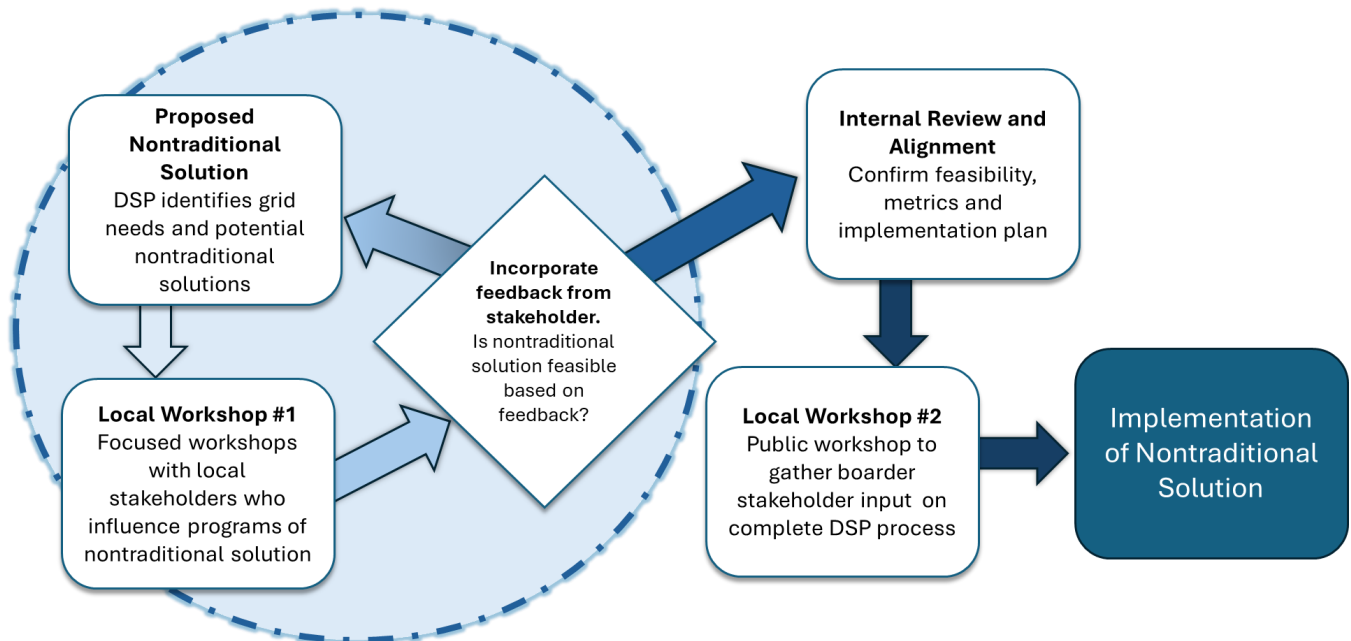 Proposed
Nontraditional
Solution
DSP identifies grid
needs and potential
nontraditional
solutions
Local Workshop #1
Focused workshops
with local
stakeholders who
influence programs of
nontraditional solution
Incorporate
feedback from
stakeholder.
Is nontraditional
solution feasible
based on
feedback?
Internal Review and
Alignment
Confirm feasibility,
metrics and
implementation plan
Local Workshop #2
Public workshop to
gather boarder
stakeholder input on
complete DSP process
Implementation
of Nontraditional
Solution